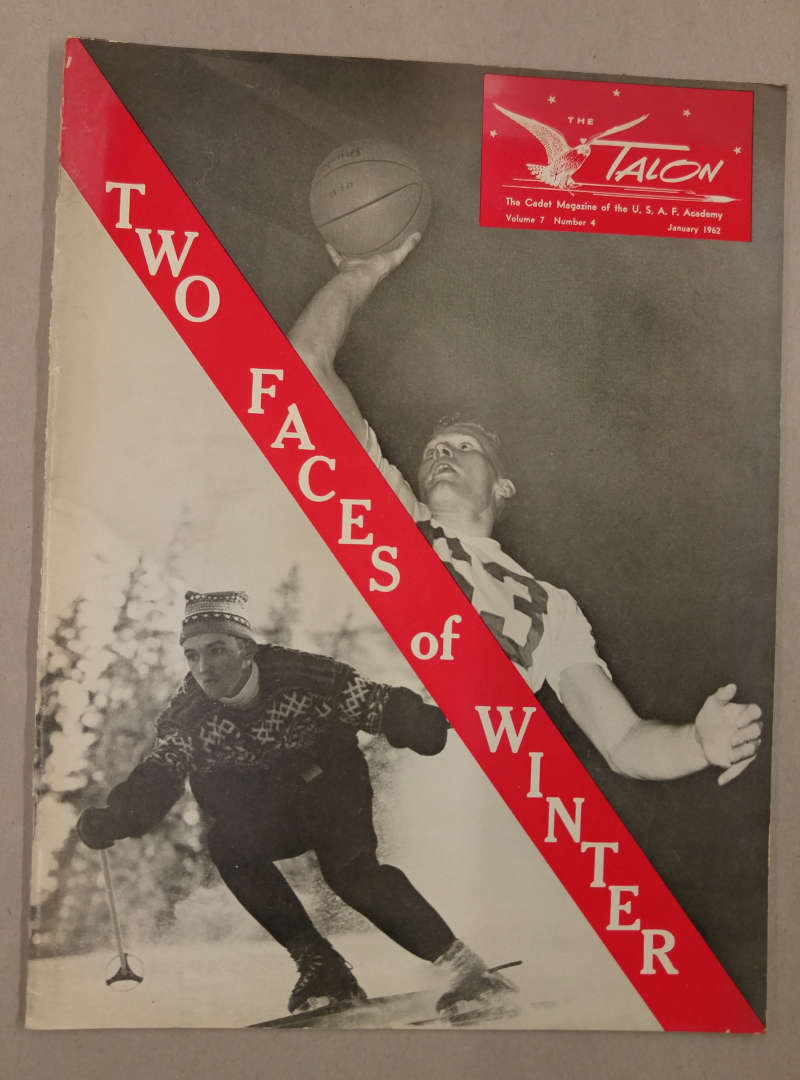 THE
TALON
The Cadet Magazine of the U. S. A. F. Academy
Volume 7 Number 4 January 1962
TWO FACES of WINTER